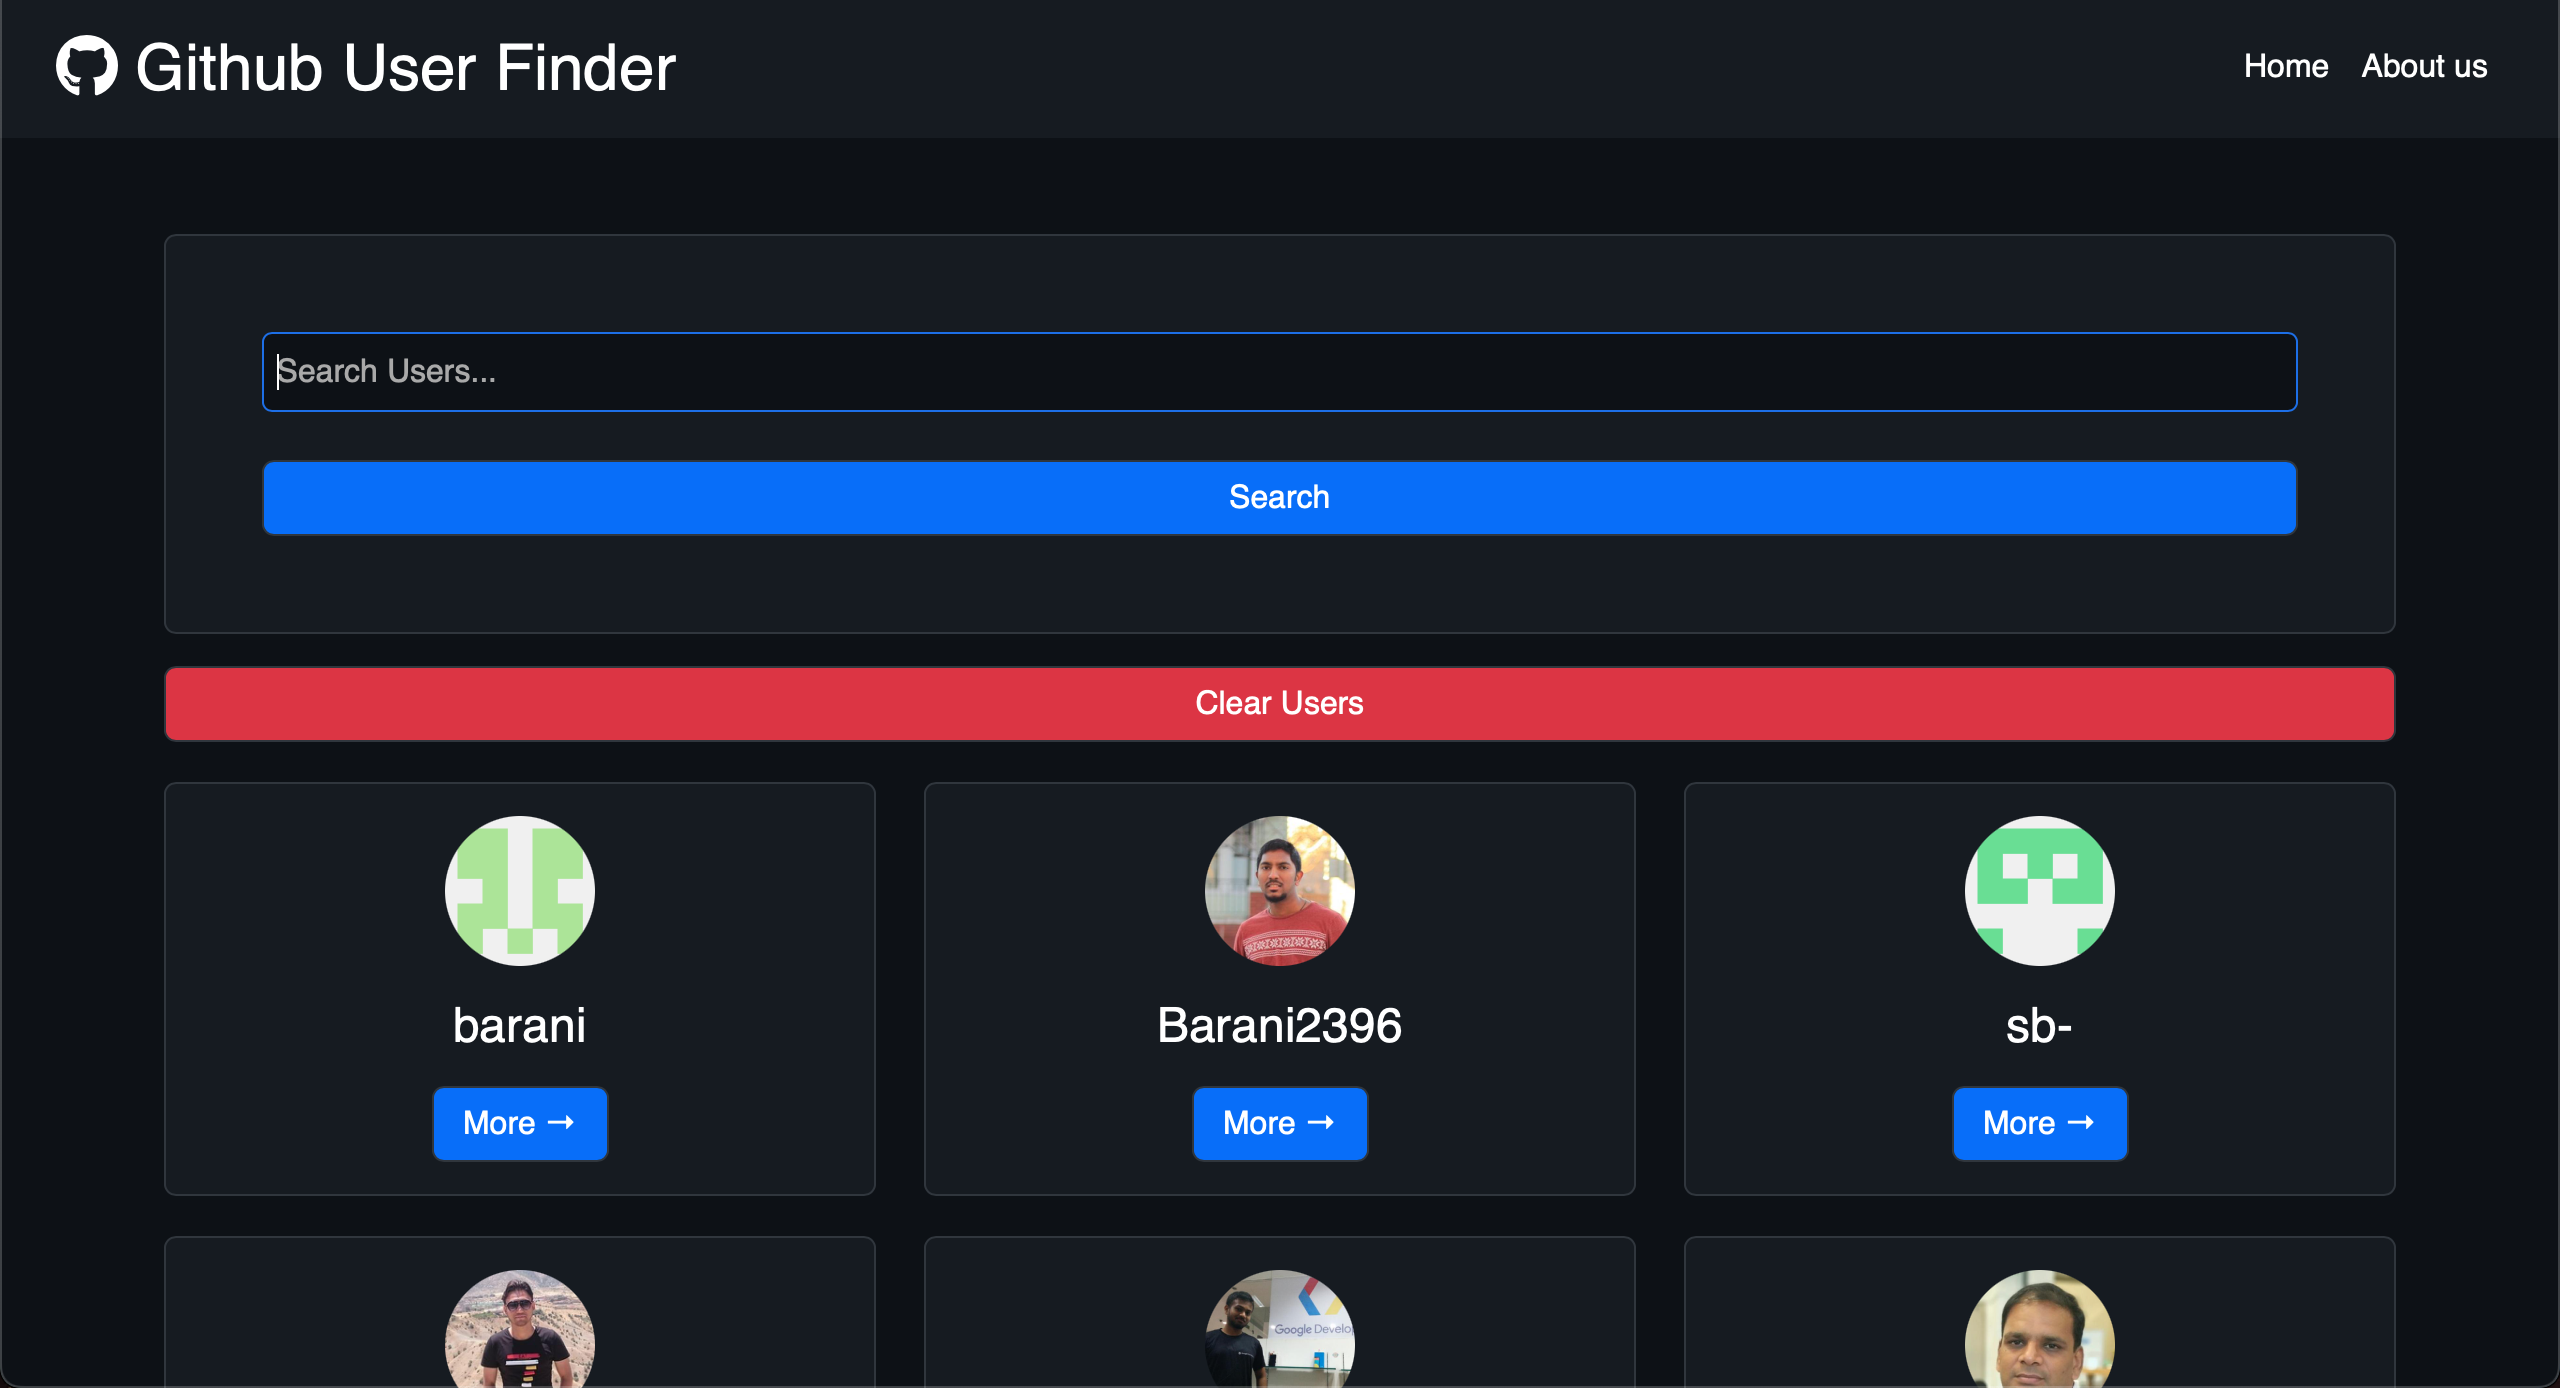 Github User Finder
Home
About us
Search Users...
Search
Clear Users
barani
Barani2396
sb-
More →
More →
More →
Google Develo